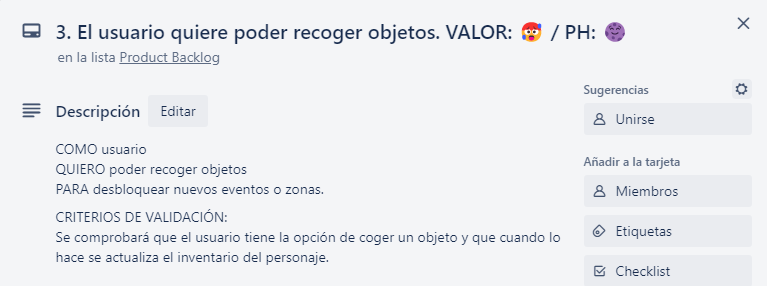 3. El usuario quiere poder recoger objetos. VALOR: 🥵 / PH: 🌚
en la lista Product Backlog
Sugerencias
Descripción Editar
Unirse
COMO usuario
QUIERO poder recoger objetos
PARA desbloquear nuevos eventos o zonas.
Añadir a la tarjeta
Miembros
CRITERIOS DE VALIDACIÓN:
Se comprobará que el usuario tiene la opción de coger un objeto y que cuando lo
hace se actualiza el inventario del personaje.
Etiquetas
Checklist